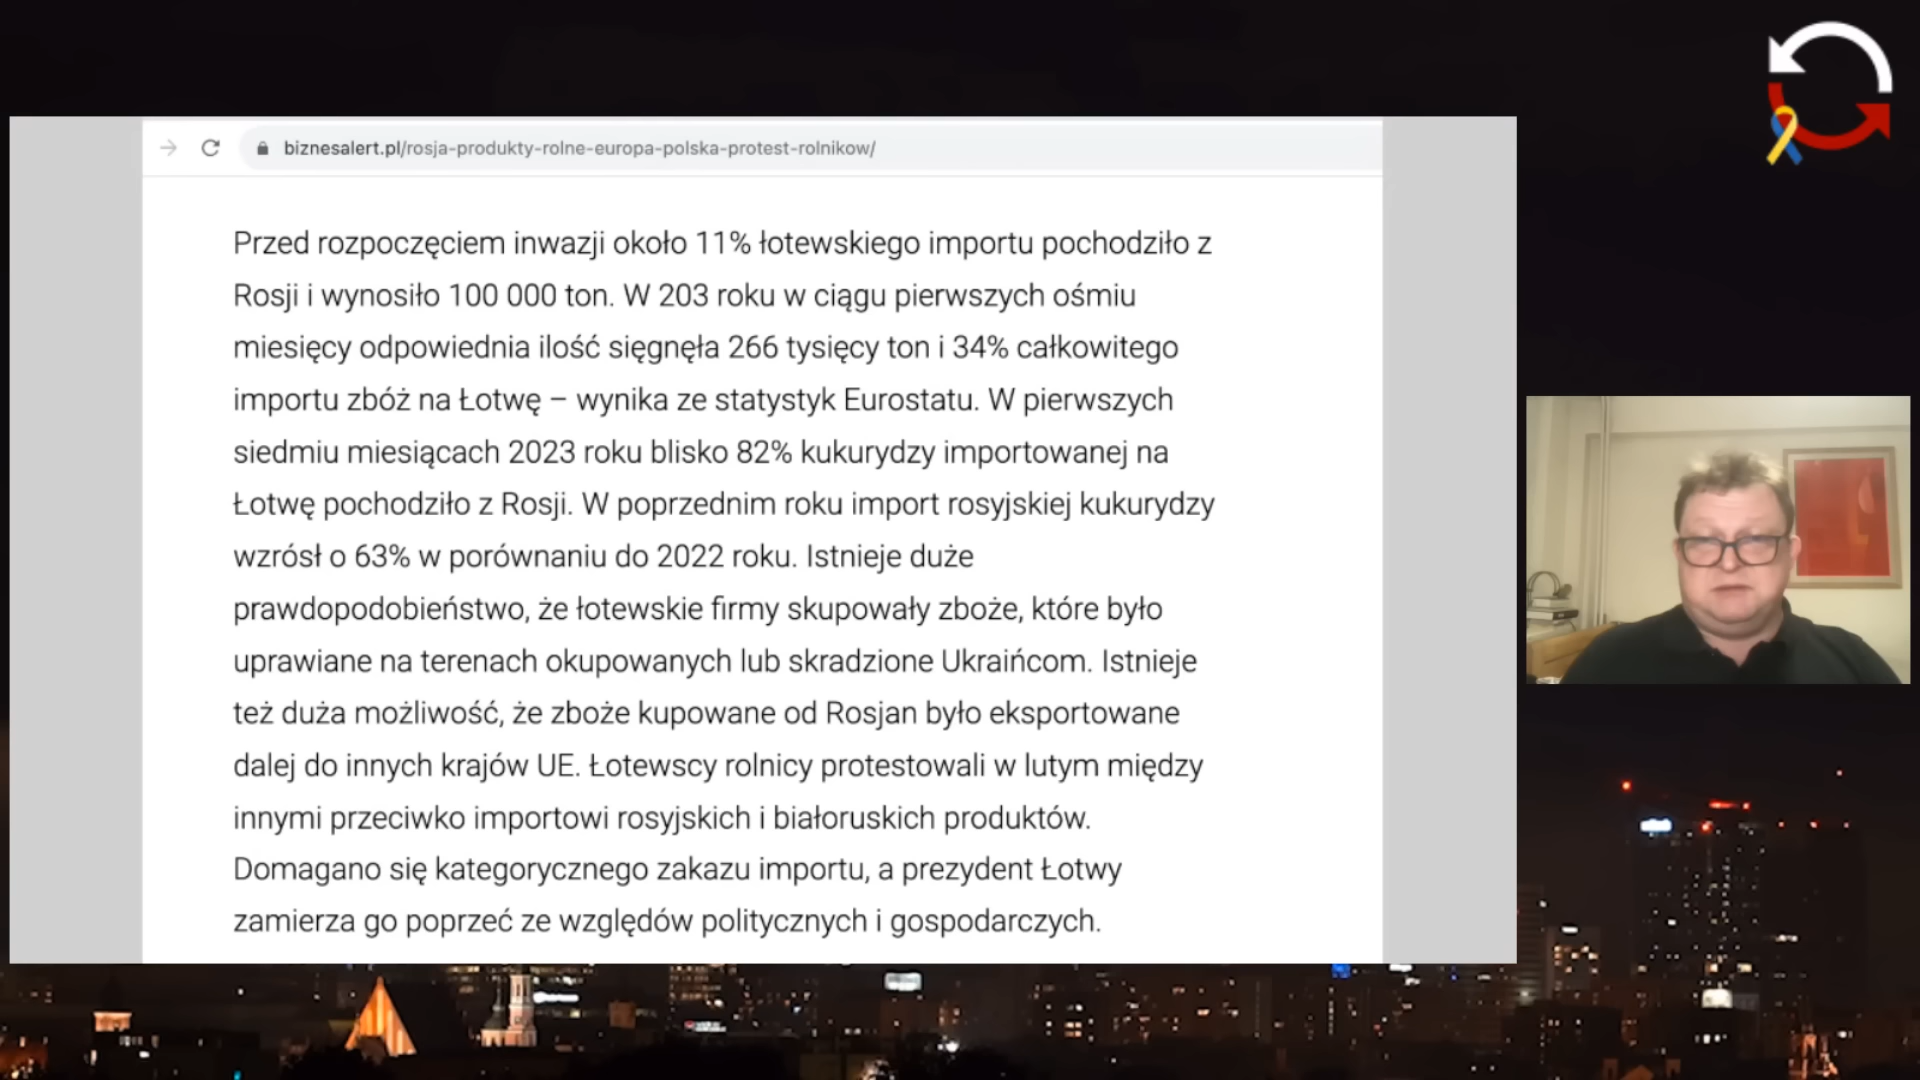 biznesalert.pl/rosja-produkty-rolne-europa-polska-protest-rolnikow/
Przed rozpoczęciem inwazji około 11% łotewskiego importu pochodziło z
Rosji i wynosiło 100 000 ton. W 203 roku w ciągu pierwszych ośmiu
miesięcy odpowiednia ilość sięgnęła 266 tysięcy ton i 34% całkowitego
importu zbóż na Łotwę – wynika ze statystyk Eurostatu. W pierwszych
siedmiu miesiącach 2023 roku blisko 82% kukurydzy importowanej na
Łotwę pochodziło z Rosji. W poprzednim roku import rosyjskiej kukurydzy
wzrósł o 63% w porównaniu do 2022 roku. Istnieje duże
prawdopodobieństwo, że łotewskie firmy skupowały zboże, które było
uprawiane na terenach okupowanych lub skradzione Ukraińcom. Istnieje
też duża możliwość, że zboże kupowane od Rosjan było eksportowane
dalej do innych krajów UE. Łotewscy rolnicy protestowali w lutym między
innymi przeciwko importowi rosyjskich i białoruskich produktów.
Domagano się kategorycznego zakazu importu, a prezydent Łotwy
zamierza go poprzeć ze względów politycznych i gospodarczych.